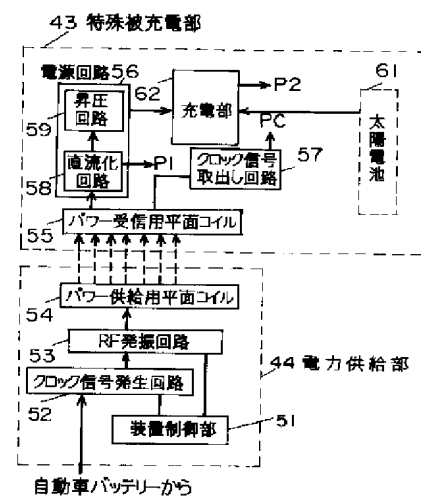 43 特殊被充電部
電源回路 56
昇圧
回路
59
62
充電部
P2
PC
61
太陽電池
直流化
回路
58
P1
クロック信号
取出し回路
57
パワー受信用平面コイル
55
パワー供給用平面コイル
54
RF発振回路
53
クロック信号発生回路
52
装置制御部
51
44 電力供給部
自動車バッテリーから